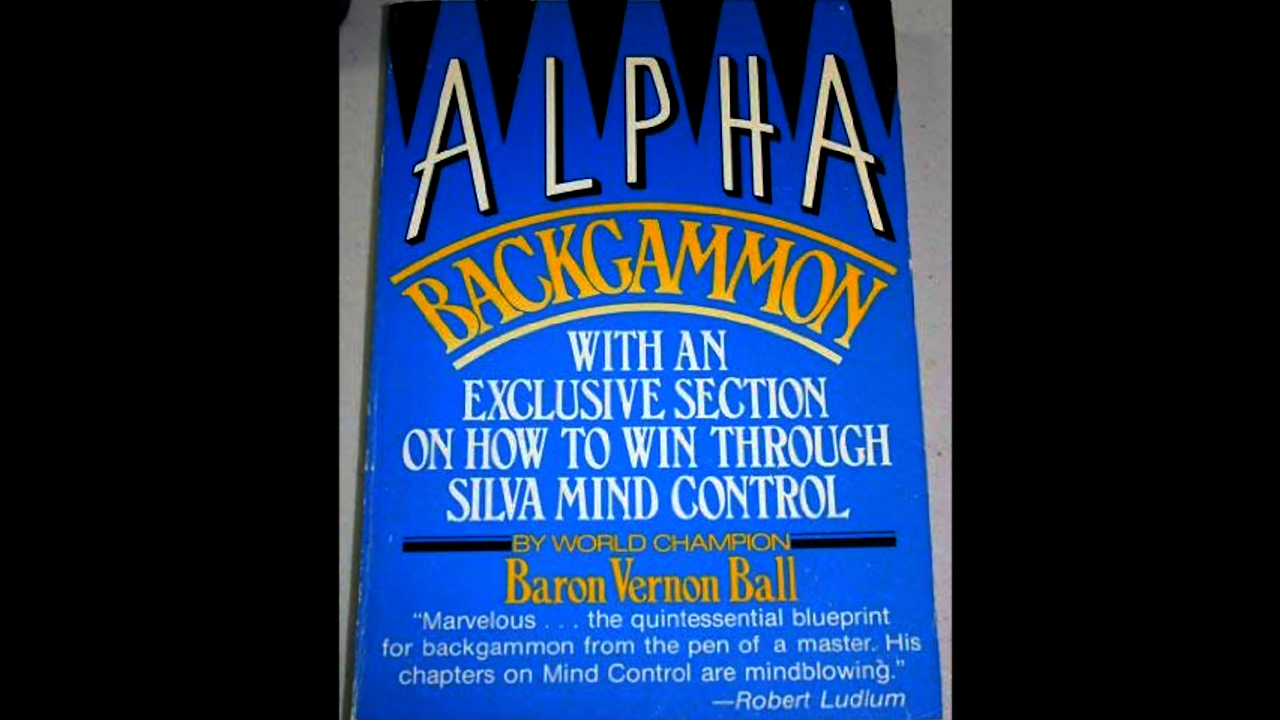 ALPHA
BACKGAMMON
WITH AN
EXCLUSIVE SECTION
ON HOW TO WIN THROUGH
SILVA MIND CONTROL
BY WORLD CHAMPION
Baron Vernon Ball
“Marvelous . . . the quintessential blueprint
for backgammon from the pen of a master. His
chapters on Mind Control are mindblowing.”
—Robert Ludlum